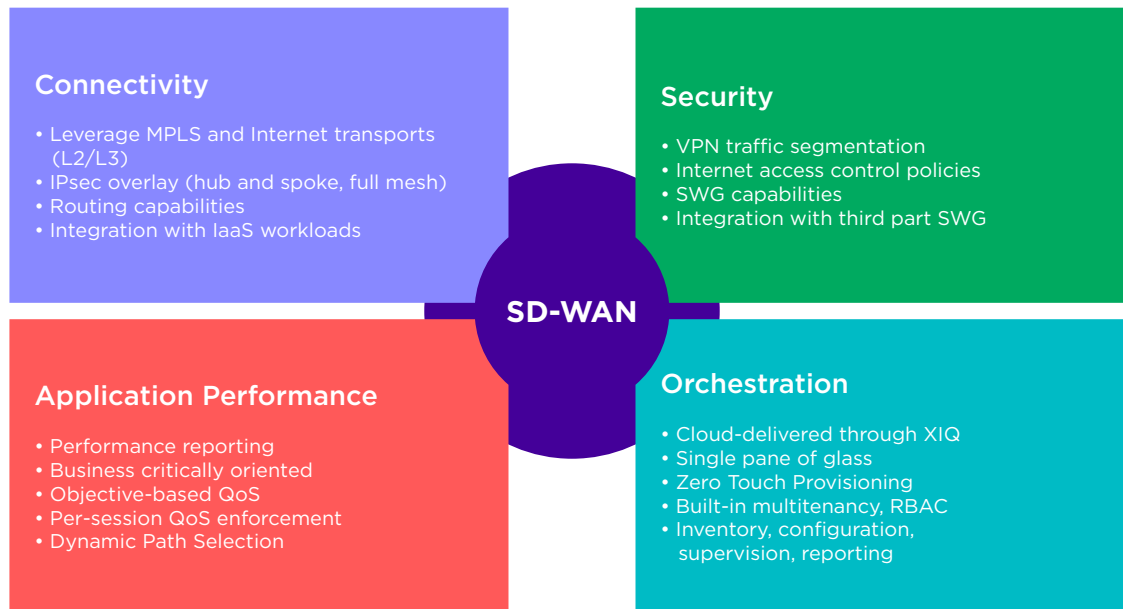 Connectivity
• Leverage MPLS and Internet transports
(L2/L3)
• IPsec overlay (hub and spoke, full mesh)
• Routing capabilities
• Integration with IaaS workloads
Security
• VPN traffic segmentation
• Internet access control policies
• SWG capabilities
• Integration with third part SWG
SD-WAN
Application Performance
• Performance reporting
• Business critically oriented
• Objective-based QoS
• Per-session QoS enforcement
• Dynamic Path Selection
Orchestration
• Cloud-delivered through XIQ
• Single pane of glass
• Zero Touch Provisioning
• Built-in multitenancy, RBAC
• Inventory, configuration,
supervision, reporting